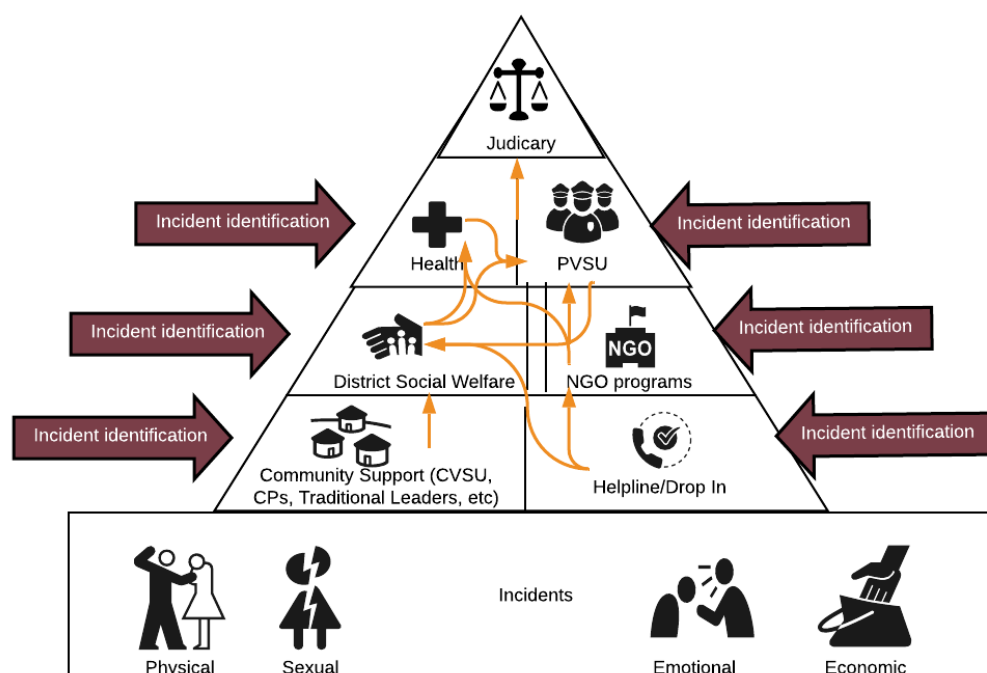 Judicary
Incident identification
Incident identification
Health
PVSU
Incident identification
Incident identification
NGO
District Social Welfare
NGO programs
Incident identification
Incident identification
Community Support (CVSU,
CPs, Traditional Leaders, etc)
Helpline/Drop In
Incidents
Physical
Sexual
Emotional
Economic